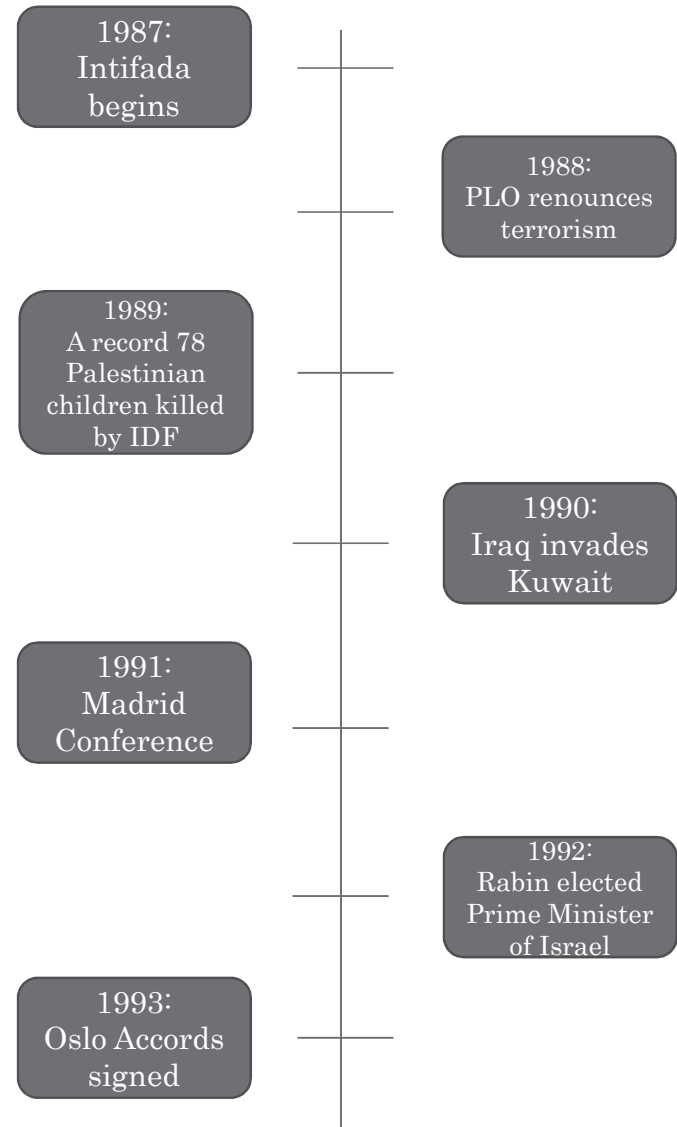 1987:
Intifada
begins
1988:
PLO renounces
terrorism
1989:
A record 78
Palestinian
children killed
by IDF
1990:
Iraq invades
Kuwait
1991:
Madrid
Conference
1992:
Rabin elected
Prime Minister
of Israel
1993:
Oslo Accords
signed